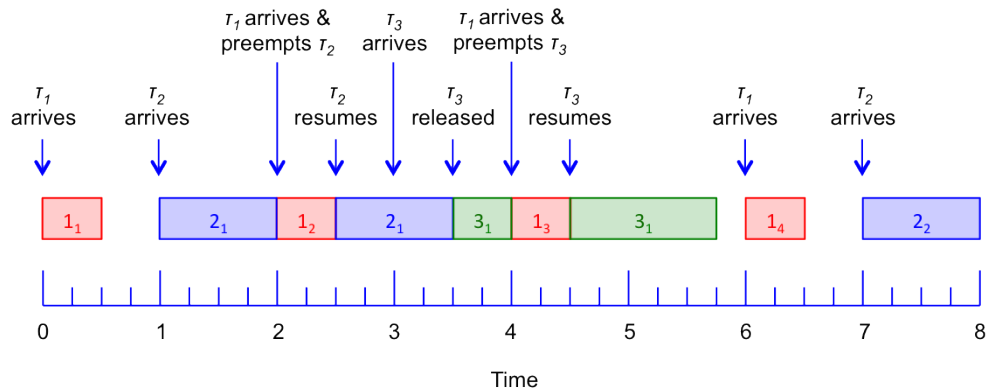 τ1 arrives &
preempts τ2
τ3
arrives
τ1 arrives &
preempts τ3
τ1
arrives
τ2
arrives
τ2
resumes
τ3
released
τ3
resumes
τ1
arrives
τ2
arrives
1₁ 2₁ 1₂ 2₁ 3₁ 1₃ 3₁ 1₄ 2₂
0 1 2 3 4 5 6 7 8
Time